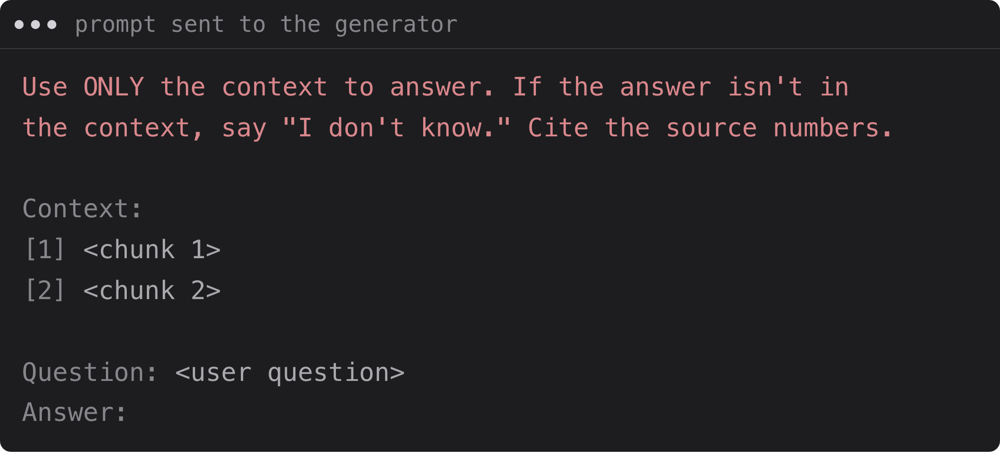 prompt sent to the generator
Use ONLY the context to answer. If the answer isn't in
the context, say "I don't know." Cite the source numbers.
Context:
[1] <chunk 1>
[2] <chunk 2>
Question: <user question>
Answer: